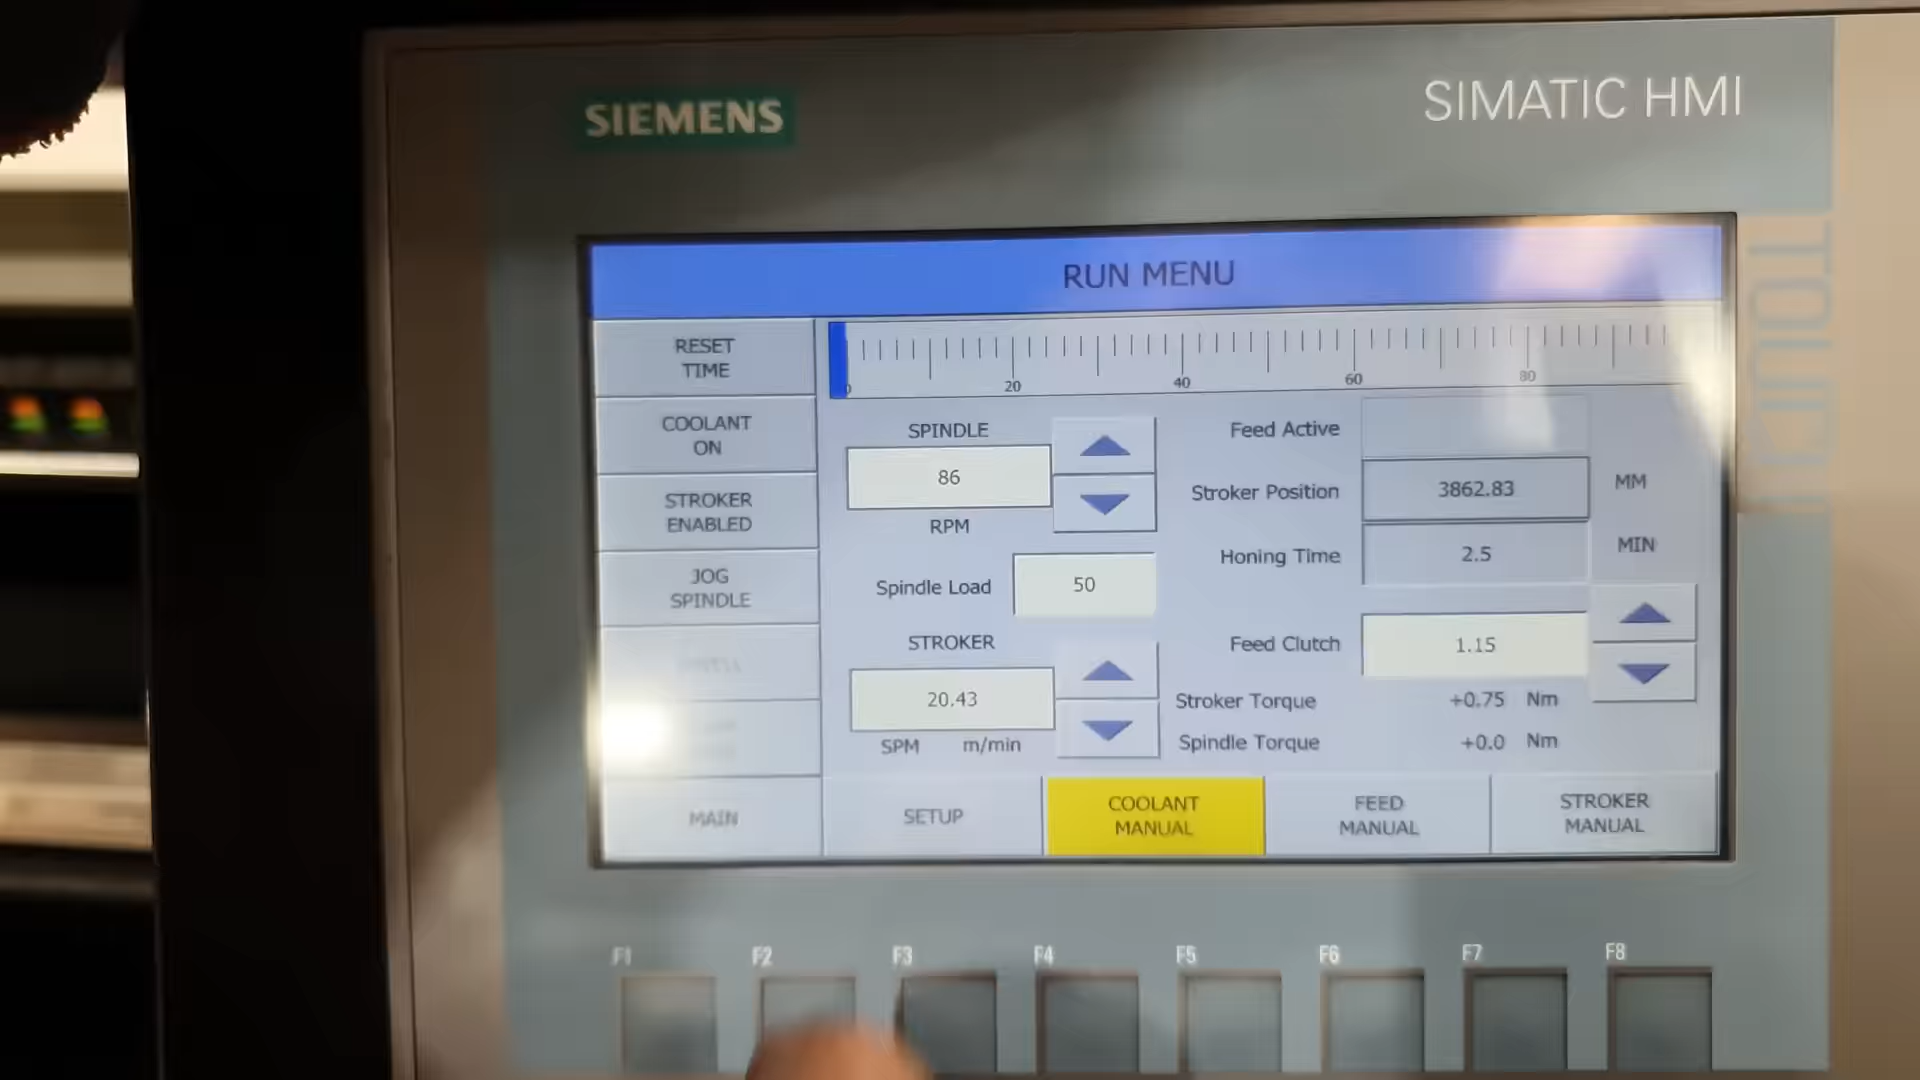 SIEMENS
SIMATIC HMI
TOUCH
RUN MENU
RESET
TIME
0 20 40 60 80
COOLANT
ON
SPINDLE
86
RPM
Feed Active
Stroker Position 3862.83 MM
STROKER
ENABLED
Honing Time 2.5 MIN
JOG
SPINDLE
Spindle Load 50
STROKER
20.43
SPM m/min
Feed Clutch 1.15
Stroker Torque +0.75 Nm
Spindle Torque +0.0 Nm
MAIN
SETUP
COOLANT
MANUAL
FEED
MANUAL
STROKER
MANUAL
F1 F2 F3 F4 F5 F6 F7 F8